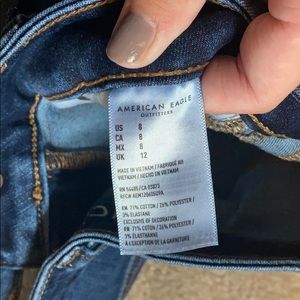 AMERICAN EAGLE
OUTFITTERS
US 8
CA 8
MX 8
UK 12
MADE IN VIETNAM / FABRIQUÉ AU
VIETNAM / HECHO EN VIETNAM
RN 54485/CA 03873
EN 71% COTTON / 26% POLYESTER/
3% ELASTANE
EXCLUSIVE OF DECORATION
FR 71% COTON / 26% POLYESTER/
3% ÉLASTHANNE
À L'EXCEPTION DE LA GARNITURE